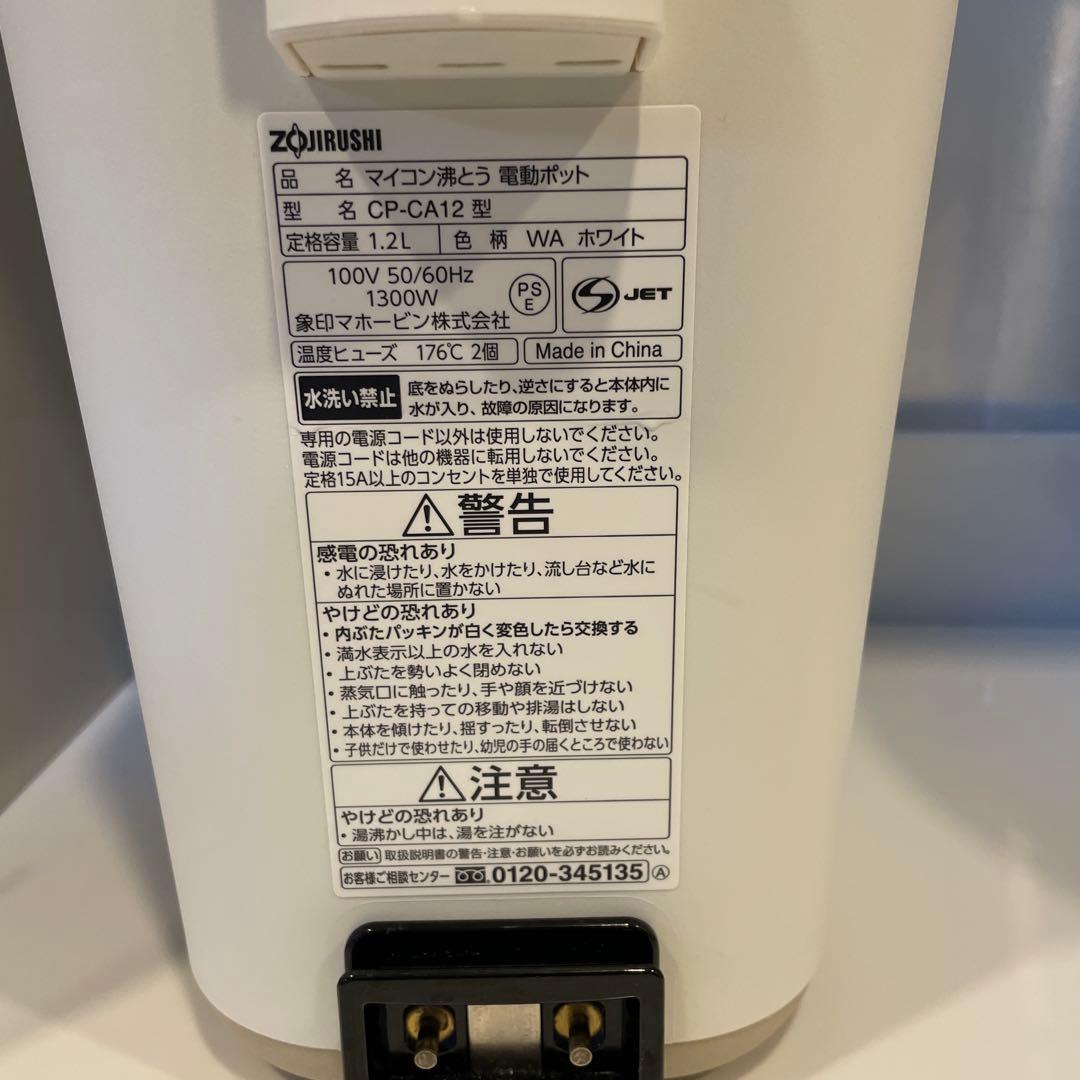 ZOJIRUSHI
品 名 マイコン沸とう 電動ポット
型 名 CP-CA12 型
定格容量 1.2L 色 柄 WA ホワイト
100V 50/60Hz
1300W
象印マホービン株式会社
PS
E
JET
温度ヒューズ 176℃ 2個 Made in China
水洗い禁止
底をぬらしたり、逆さにすると本体内に
水が入り、故障の原因になります。
専用の電源コード以外は使用しないでください。
電源コードは他の機器に転用しないでください。
定格15A以上のコンセントを単独で使用してください。
警告
感電の恐れあり
・水に浸けたり、水をかけたり、流し台など水に
ぬれた場所に置かない
やけどの恐れあり
・内ぶたパッキンが白く変色したら交換する
・満水表示以上の水を入れない
・上ぶたを勢いよく閉めない
・蒸気口に触ったり、手や顔を近づけない
・上ぶたを持っての移動や排湯はしない
・本体を傾けたり、揺すったり、転倒させない
・子供だけで使わせたり、幼児の手の届くところで使わない
注意
やけどの恐れあり
・湯沸かし中は、湯を注がない
お願い 取扱説明書の警告・注意・お願いを必ずお読みください。
お客様ご相談センター 0120-345135 Ⓐ